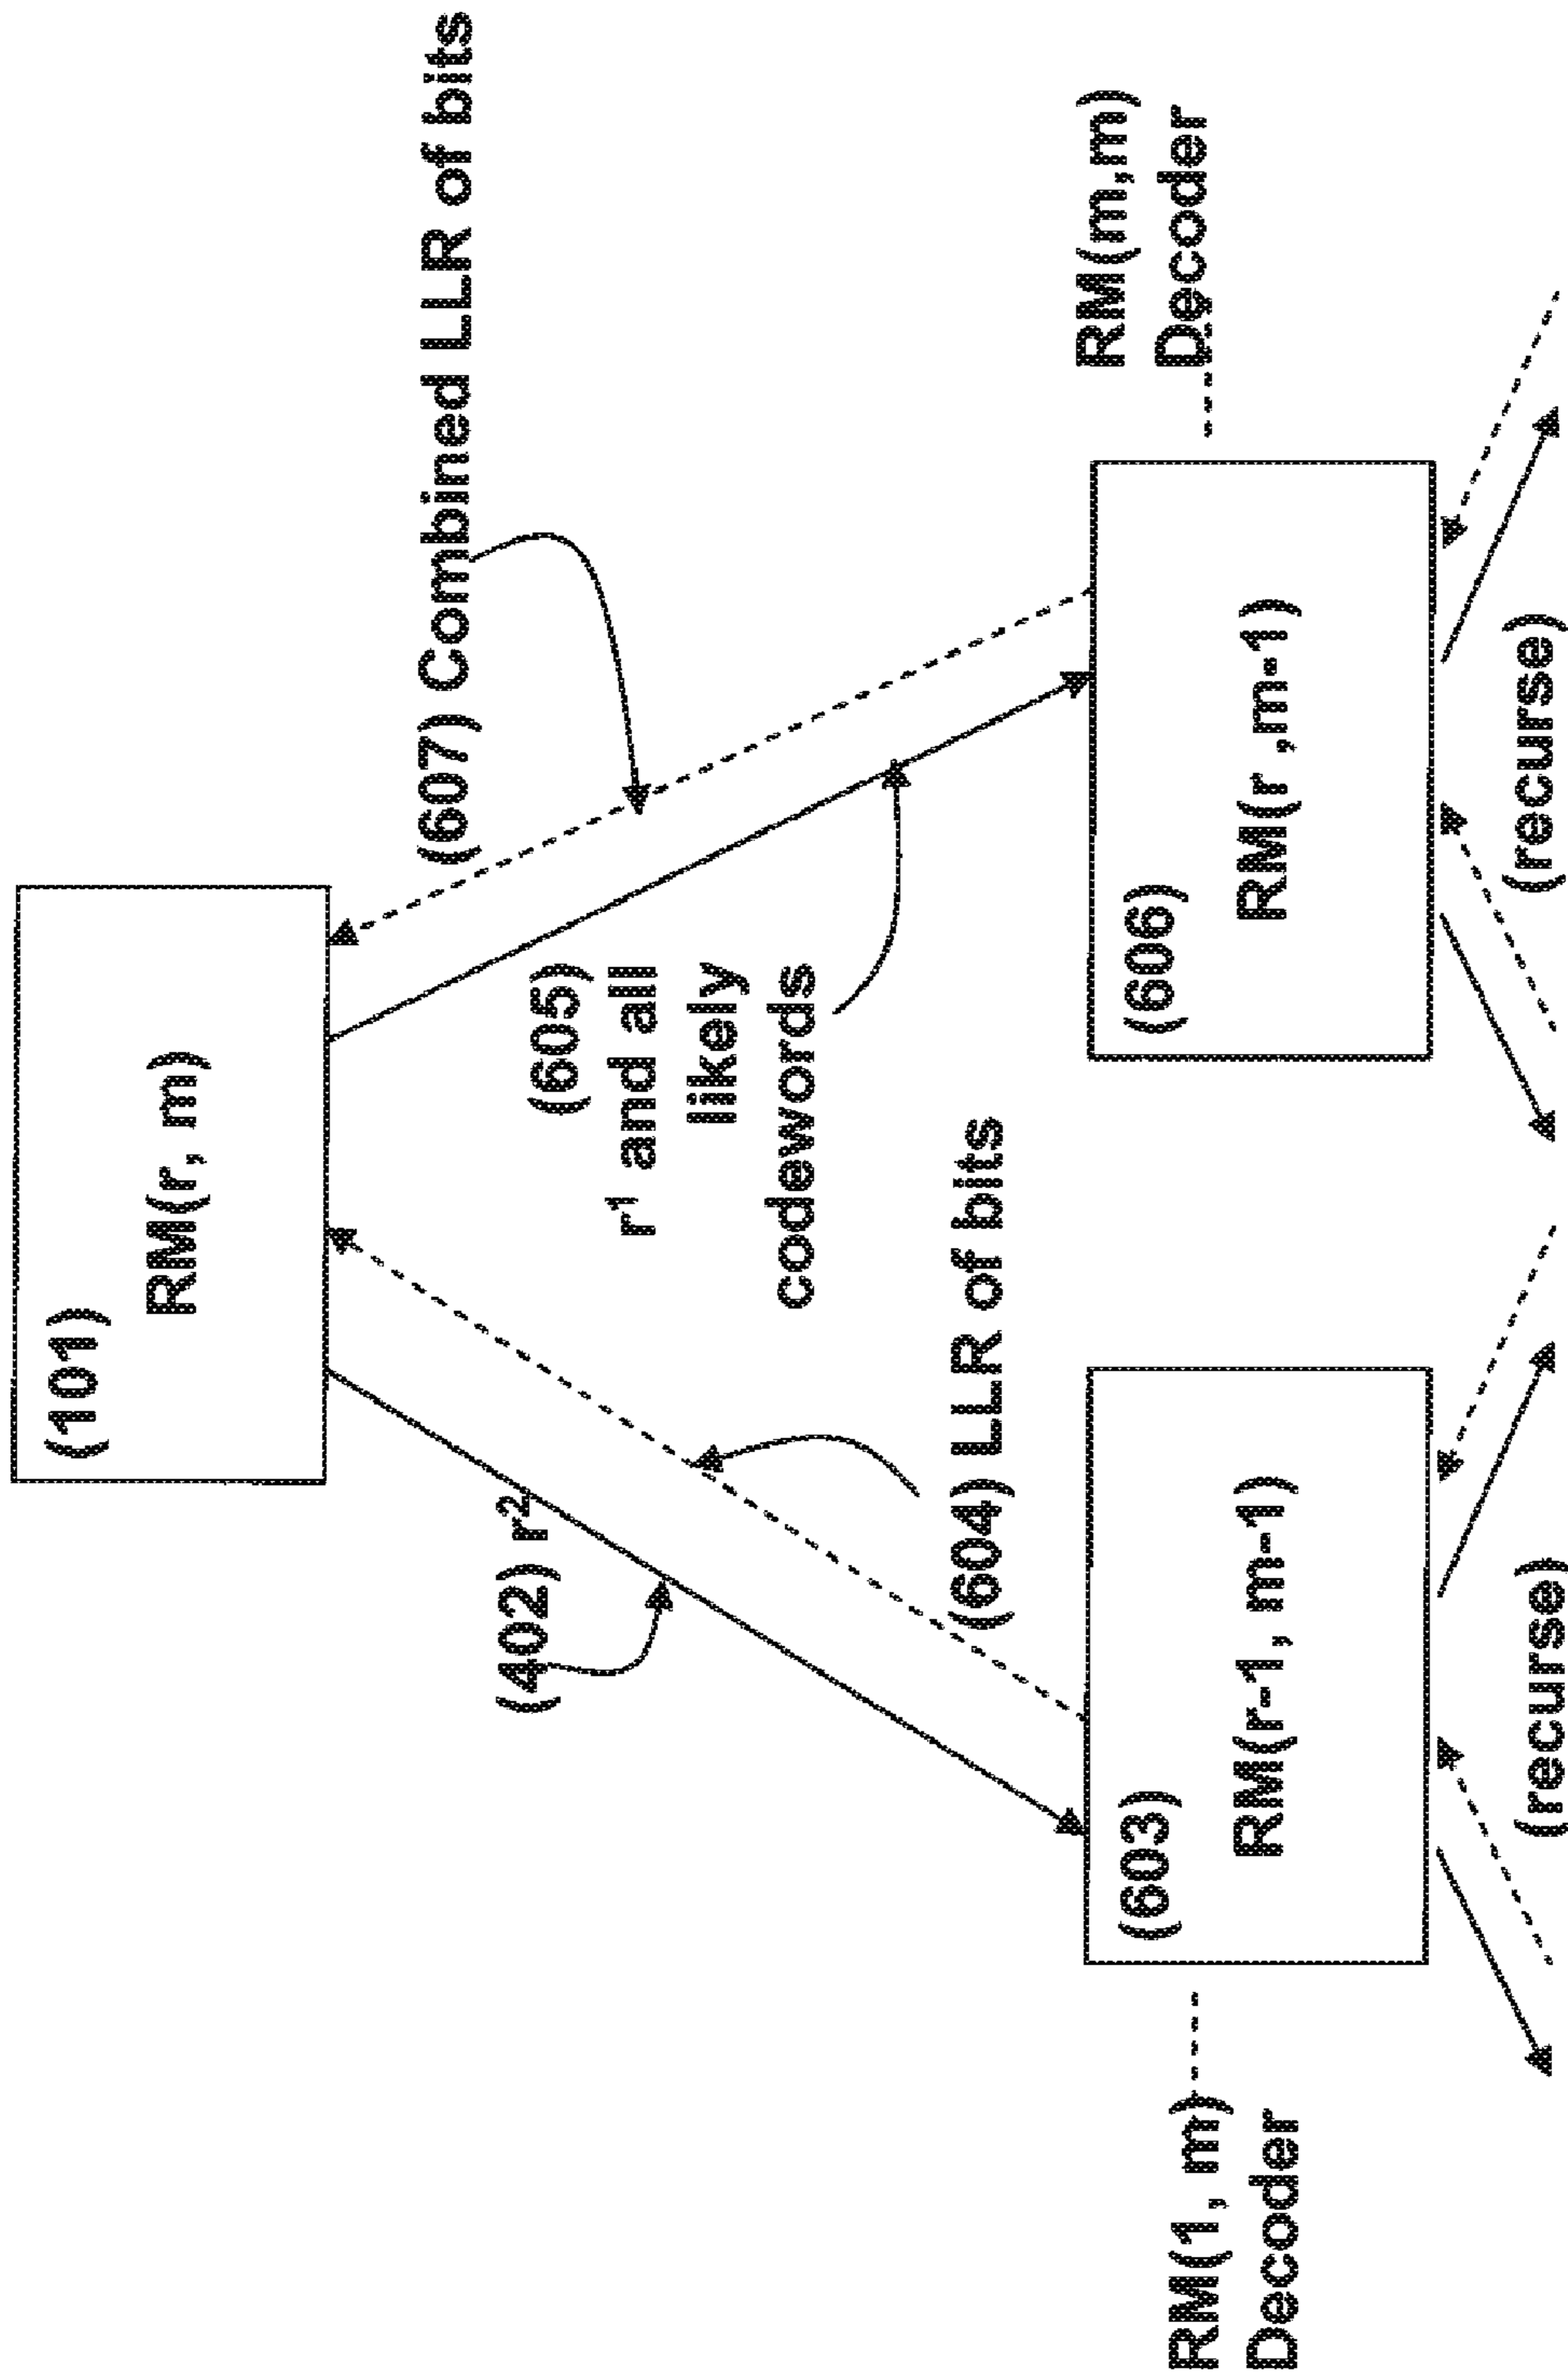 (101)
RM(r, m)
(607) Combined LLR of bits
(402) r²
(605)
r¹ and all
likely
codewords
(604) LLR of bits
RM(1, m)
Decoder
(603)
RM(r-1, m-1)
(606)
RM(r ,m-1)
RM(m,m)
Decoder
(recurse)
(recurse)